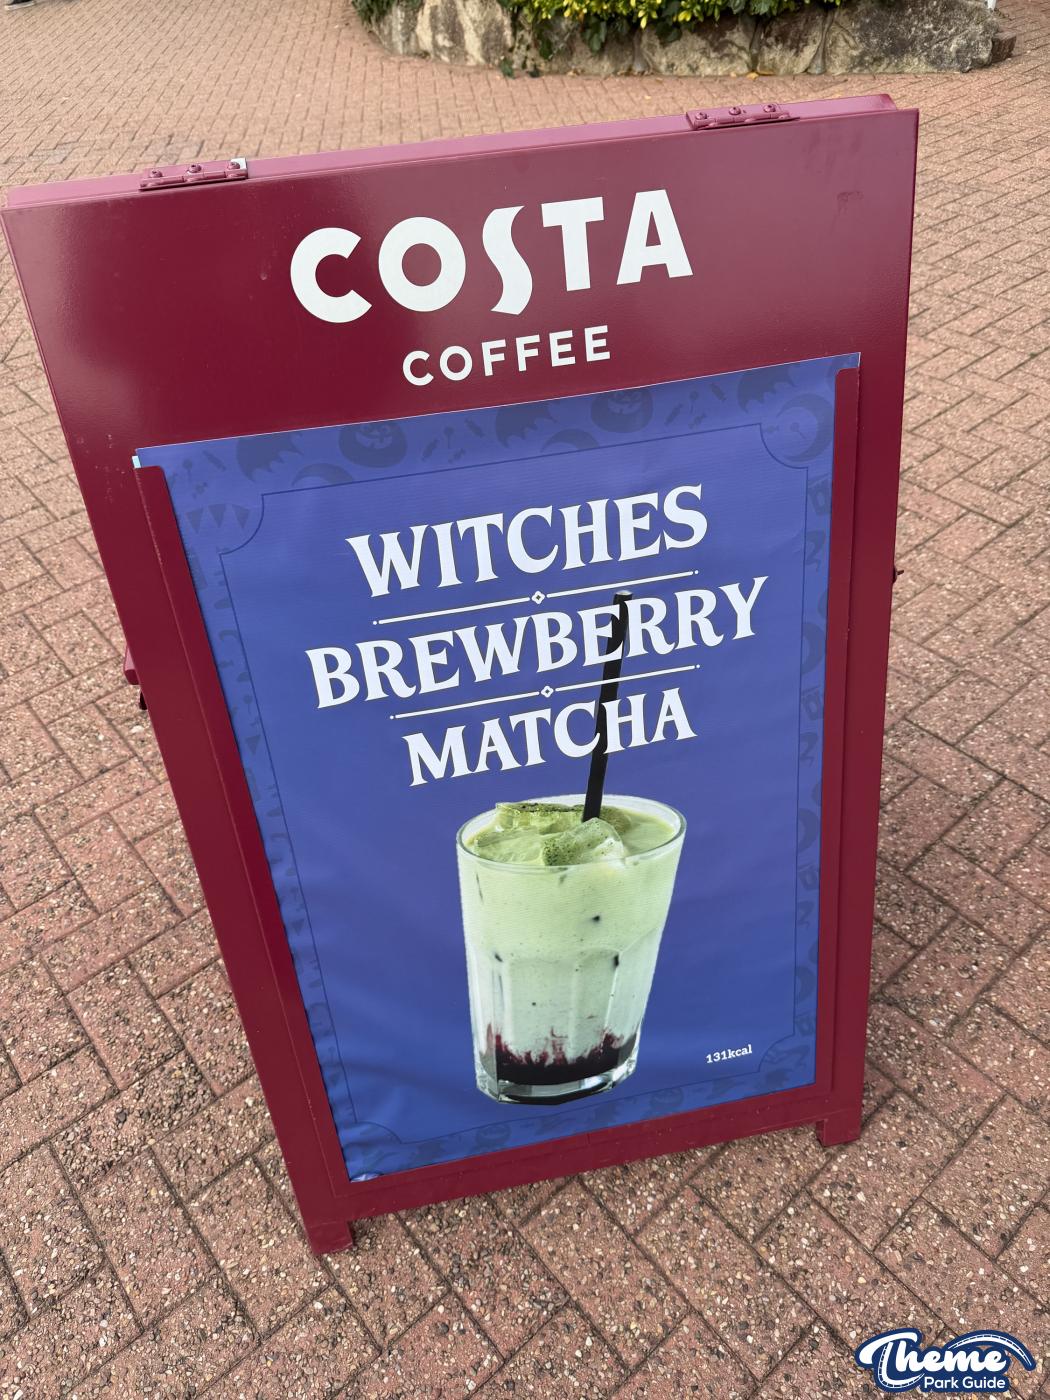 COSTA
COFFEE
WITCHES
BREWBERRY
MATCHA
131kcal
Theme
Park Guide